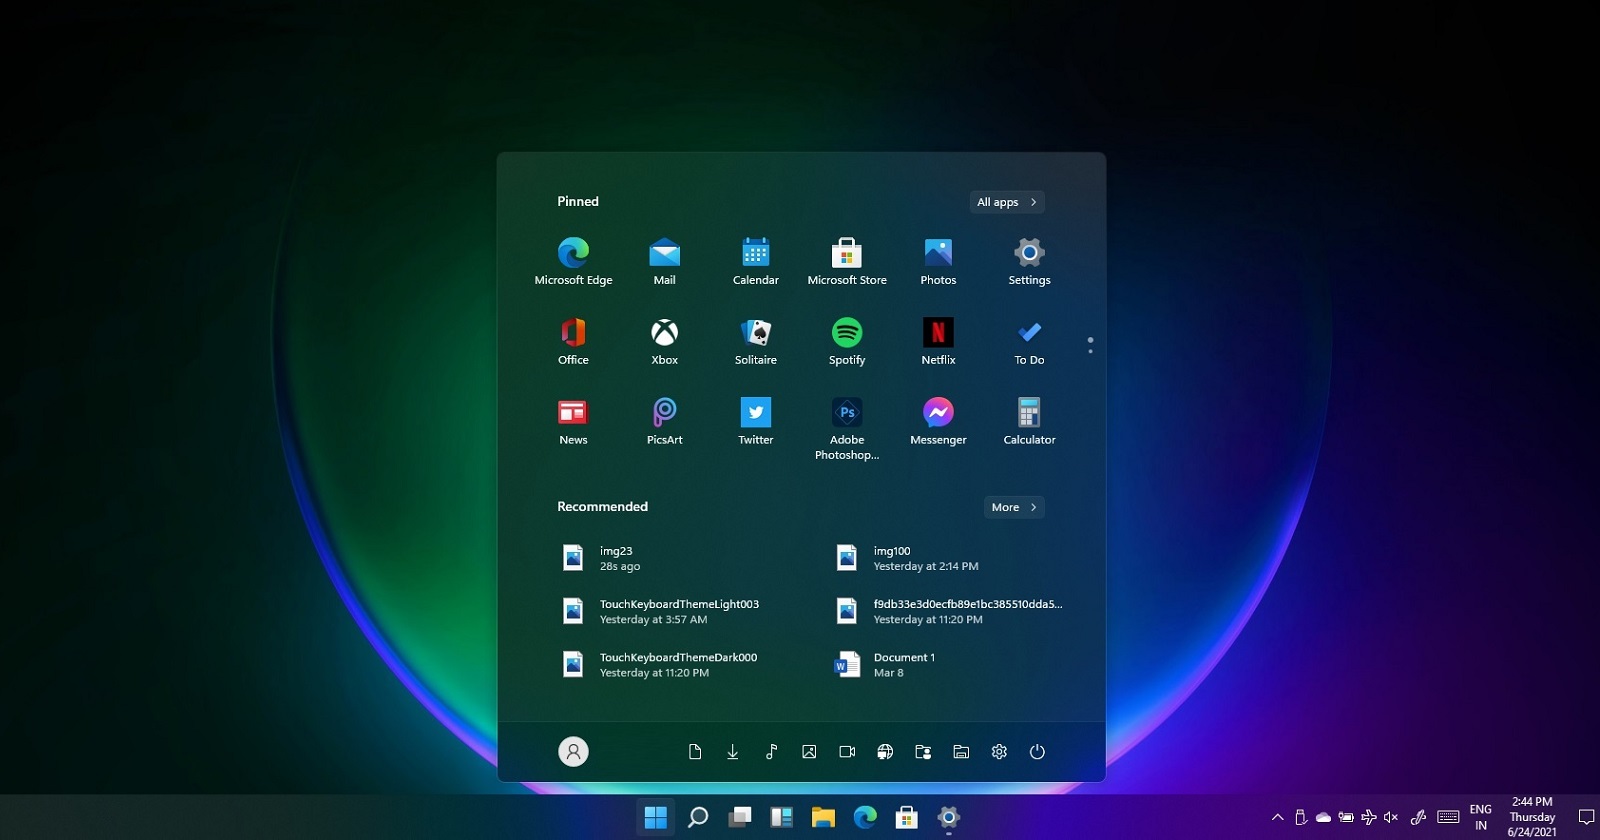 Pinned
All apps
Microsoft Edge
Mail
Calendar
Microsoft Store
Photos
Settings
Office
Xbox
Solitaire
Spotify
Netflix
To Do
News
PicsArt
Twitter
Ps
Adobe
Photoshop...
Messenger
Calculator
Recommended
More
img23
28s ago
img100
Yesterday at 2:14 PM
TouchKeyboardThemeLight003
Yesterday at 3:57 AM
f9db33e3d0ecfb89e1bc385510dda5...
Yesterday at 11:20 PM
TouchKeyboardThemeDark000
Yesterday at 11:20 PM
W
Document 1
Mar 8
ENG
IN
2:44 PM
Thursday
6/24/2021